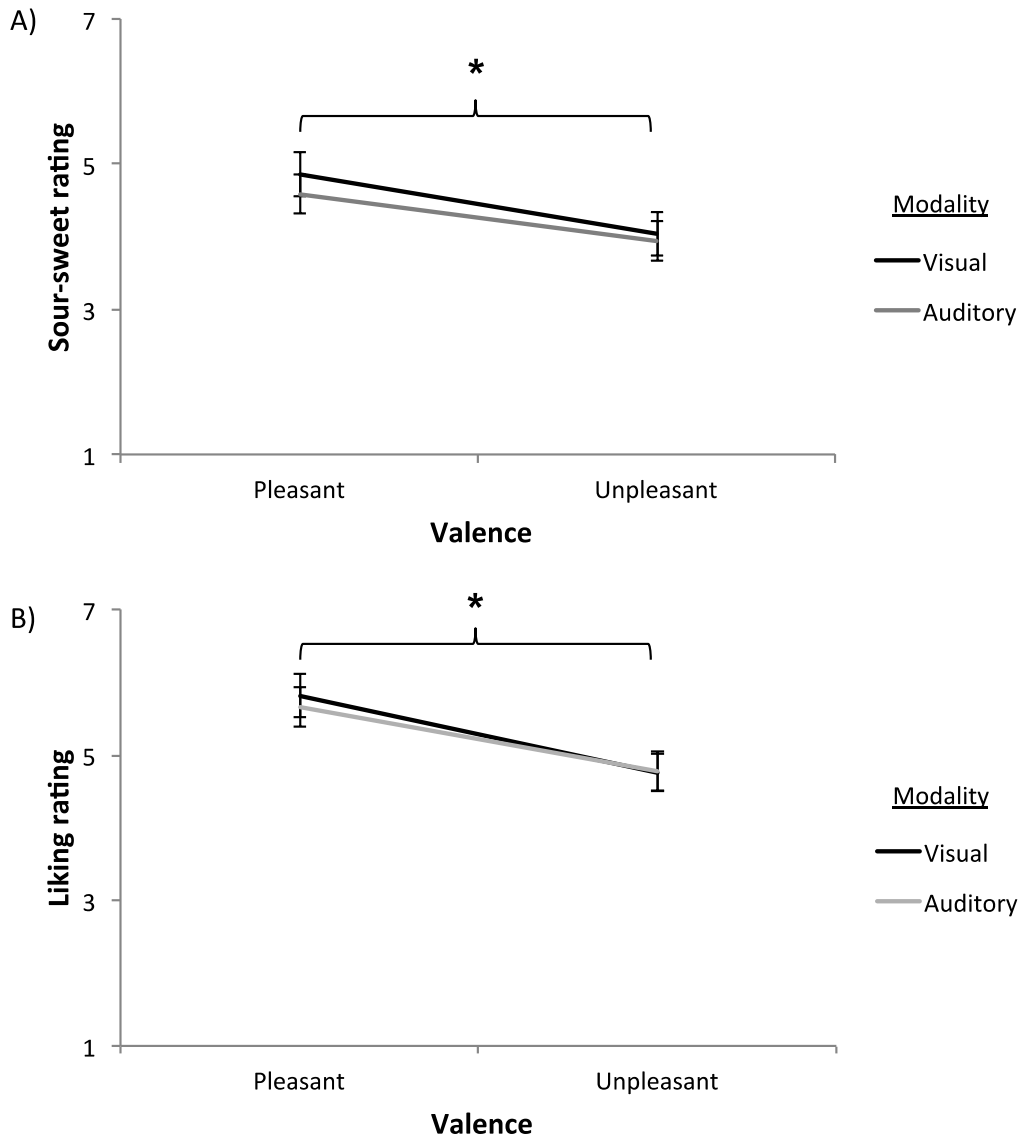 A)
7
*
5
Sour-sweet rating
3
1
Pleasant
Unpleasant
Valence
Modality
Visual
Auditory
B)
7
*
5
Liking rating
3
1
Pleasant
Unpleasant
Valence
Modality
Visual
Auditory